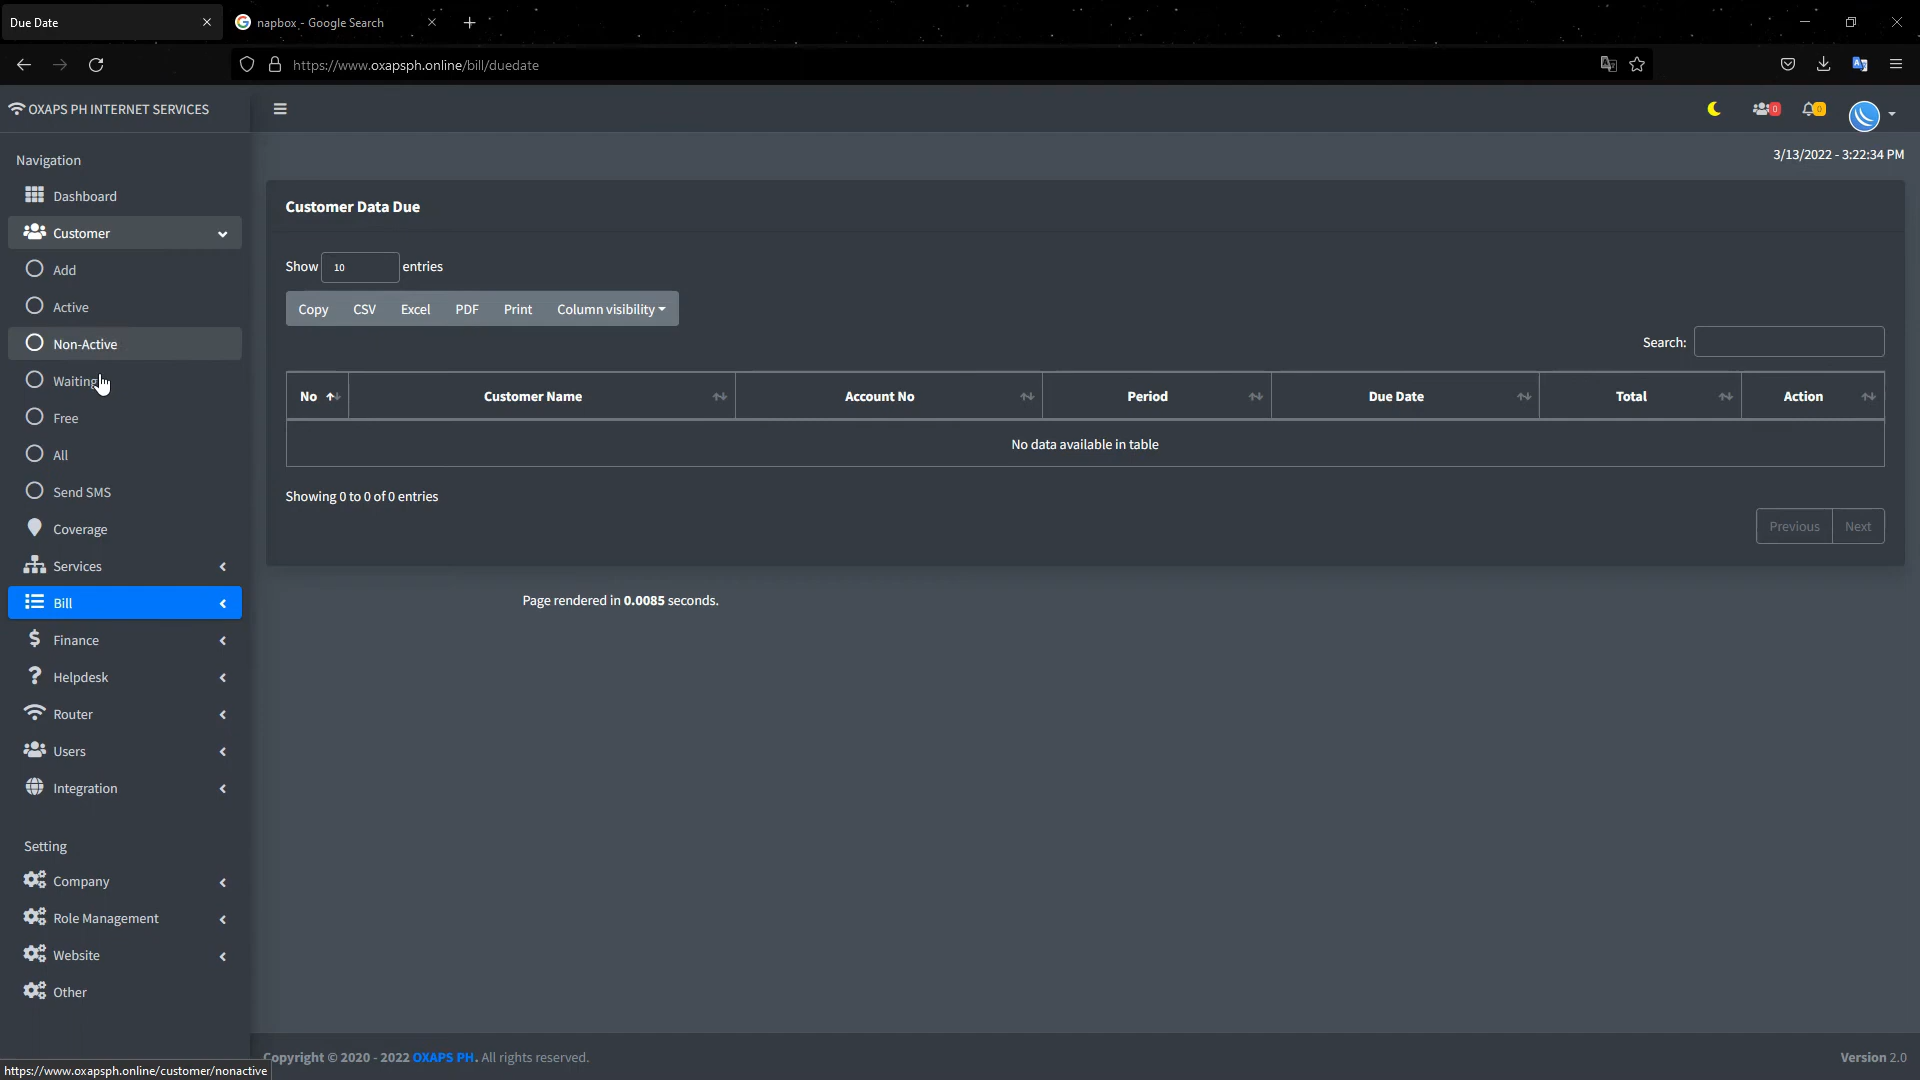 Due Date
napbox - Google Search
https://www.oxapsph.online/bill/duedate
OXAPS PH INTERNET SERVICES
0
0
3/13/2022 - 3:22:34 PM
Navigation
Dashboard
Customer
Add
Active
Non-Active
Waiting
Free
All
Send SMS
Coverage
Services
Bill
Finance
Helpdesk
Router
Users
Integration
Setting
Company
Role Management
Website
Other
Customer Data Due
Show 10 entries
Copy CSV Excel PDF Print Column visibility
Search:
No Customer Name Account No Period Due Date Total Action
No data available in table
Showing 0 to 0 of 0 entries
Previous Next
Page rendered in 0.0085 seconds.
Copyright © 2020 - 2022 OXAPS PH. All rights reserved.
Version 2.0
https://www.oxapsph.online/customer/nonactive